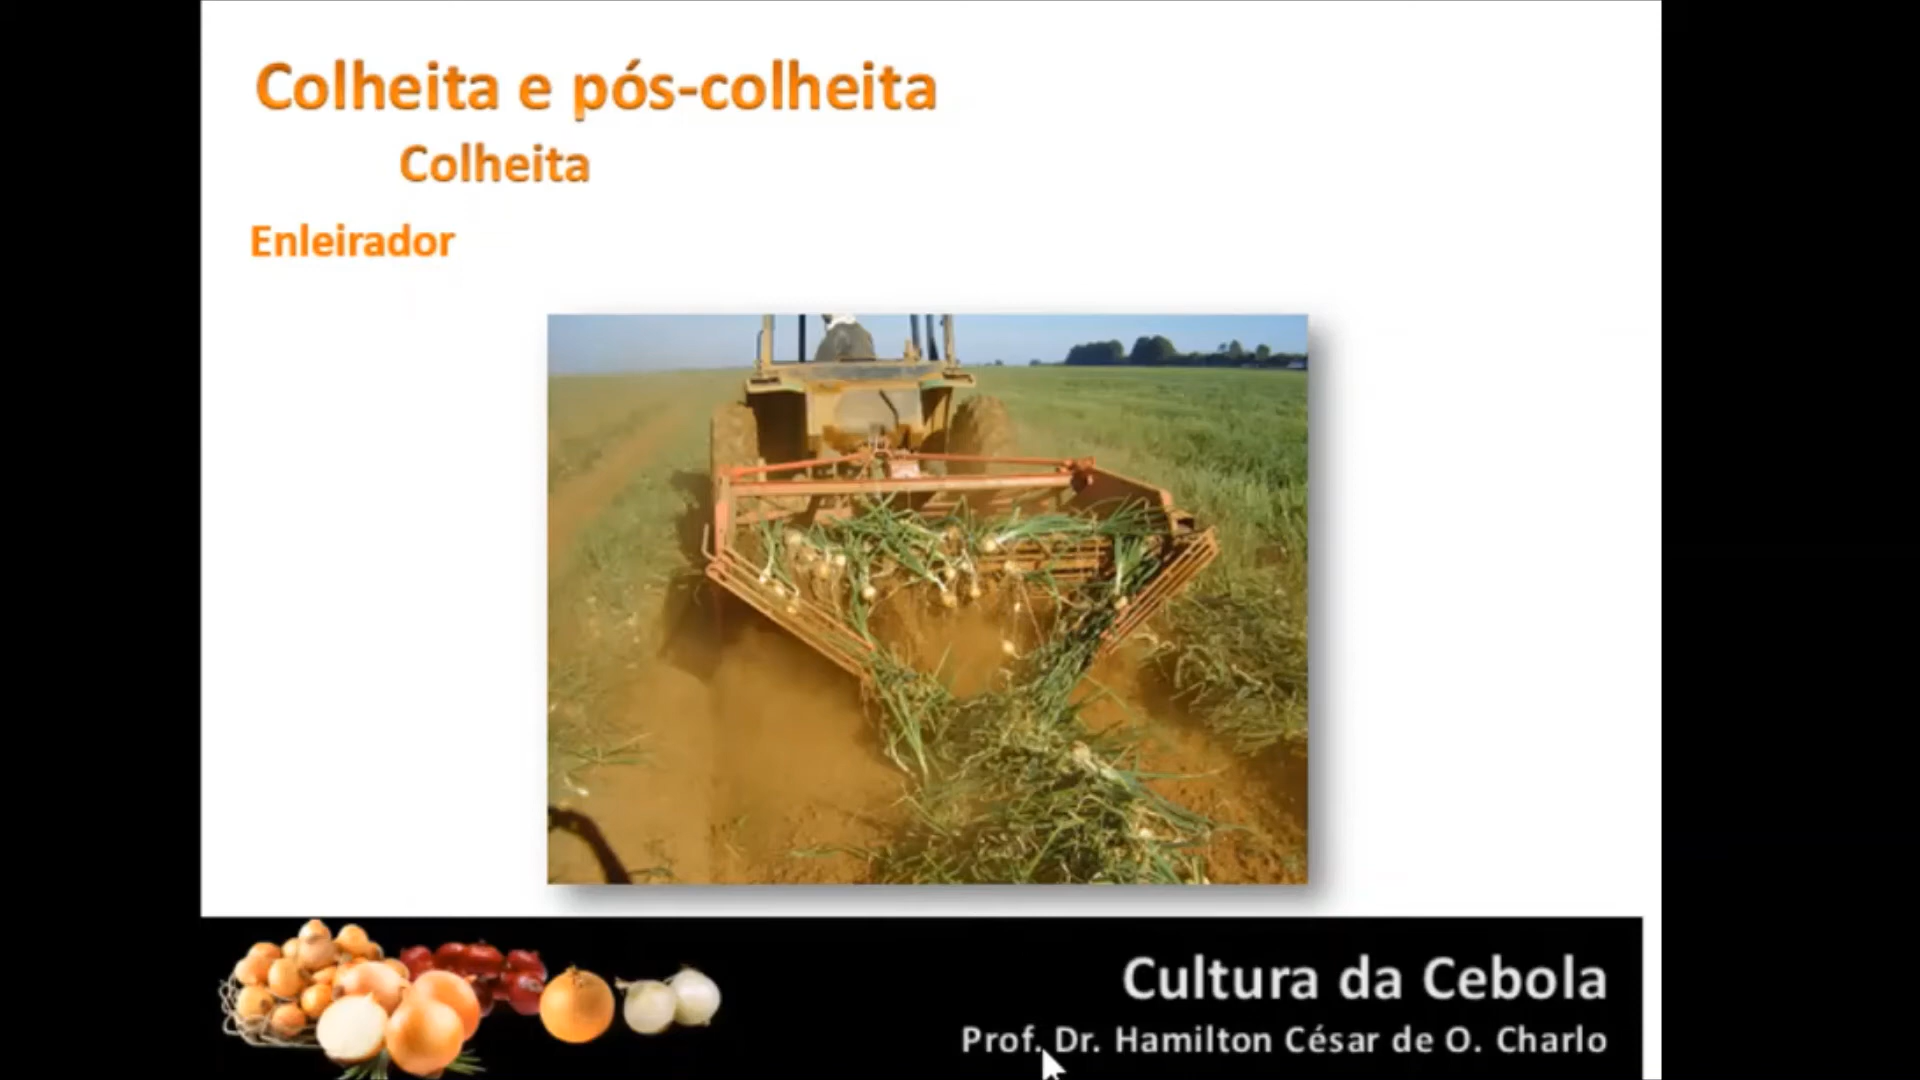 Colheita e pós-colheita
Colheita
Enleirador
Cultura da Cebola
Prof. Dr. Hamilton César de O. Charlo